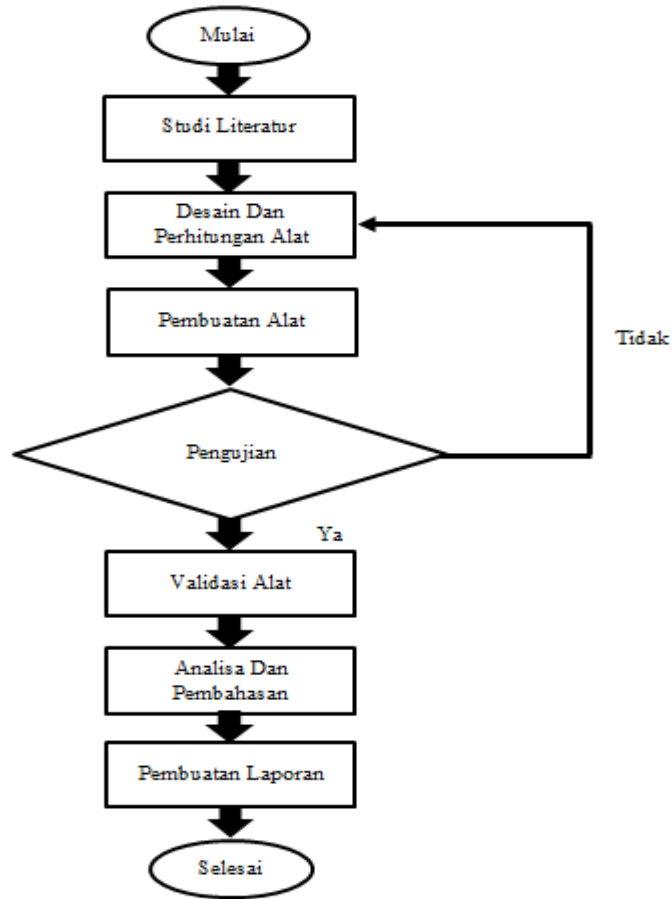 Mulai
Studi Literatur
Desain Dan
Perhitungan Alat
Pembuatan Alat
Tidak
Pengujian
Ya
Validasi Alat
Analisa Dan
Pembahasan
Pembuatan Laporan
Selesai